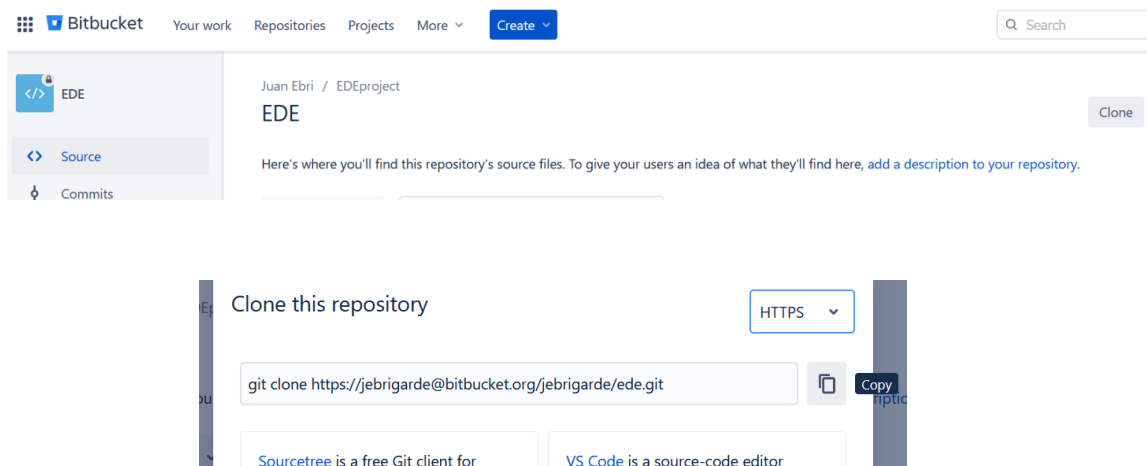 Bitbucket Your work Repositories Projects More Create Search
EDE
Juan Ebri / EDEproject
EDE
Clone
Source
Here's where you'll find this repository's source files. To give your users an idea of what they'll find here, add a description to your repository.
Commits
Clone this repository
HTTPS
git clone https://jebrigarde@bitbucket.org/jebrigarde/ede.git
Copy
Sourcetree is a free Git client for
VS Code is a source-code editor